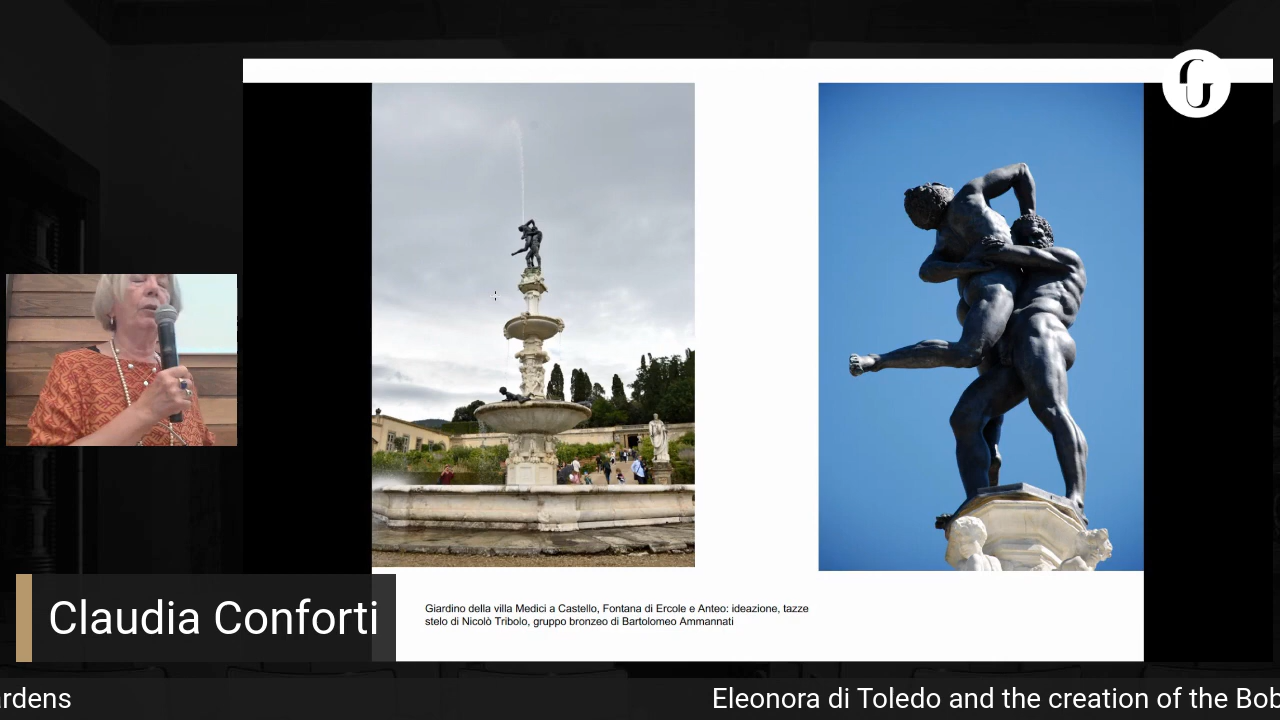 Giardino della villa Medici a Castello, Fontana di Ercole e Anteo: ideazione, tazze
stelo di Nicolò Tribolo, gruppo bronzeo di Bartolomeo Ammannati
Claudia Conforti
ardens
Eleonora di Toledo and the creation of the Bob